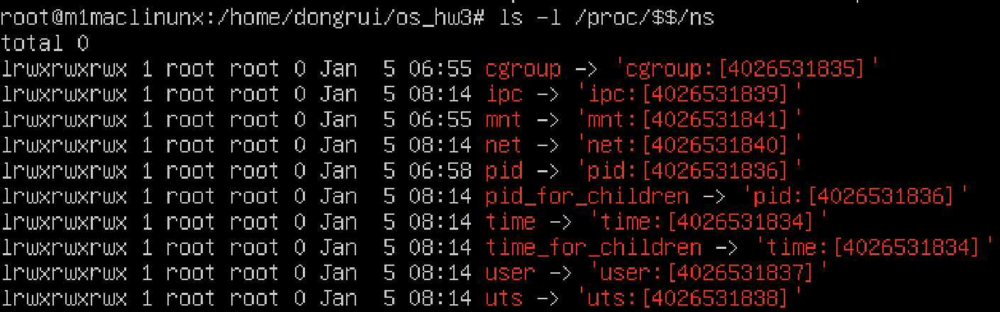 root@m1maclinunx:/home/dongrui/os_hw3# ls -l /proc/$$/ns
total 0
lrwxrwxrwx 1 root root 0 Jan  5 06:55 cgroup -> 'cgroup:[4026531835]'
lrwxrwxrwx 1 root root 0 Jan  5 08:14 ipc -> 'ipc:[4026531839]'
lrwxrwxrwx 1 root root 0 Jan  5 06:55 mnt -> 'mnt:[4026531841]'
lrwxrwxrwx 1 root root 0 Jan  5 08:14 net -> 'net:[4026531840]'
lrwxrwxrwx 1 root root 0 Jan  5 06:58 pid -> 'pid:[4026531836]'
lrwxrwxrwx 1 root root 0 Jan  5 08:14 pid_for_children -> 'pid:[4026531836]'
lrwxrwxrwx 1 root root 0 Jan  5 08:14 time -> 'time:[4026531834]'
lrwxrwxrwx 1 root root 0 Jan  5 08:14 time_for_children -> 'time:[4026531834]'
lrwxrwxrwx 1 root root 0 Jan  5 08:14 user -> 'user:[4026531837]'
lrwxrwxrwx 1 root root 0 Jan  5 08:14 uts -> 'uts:[4026531838]'